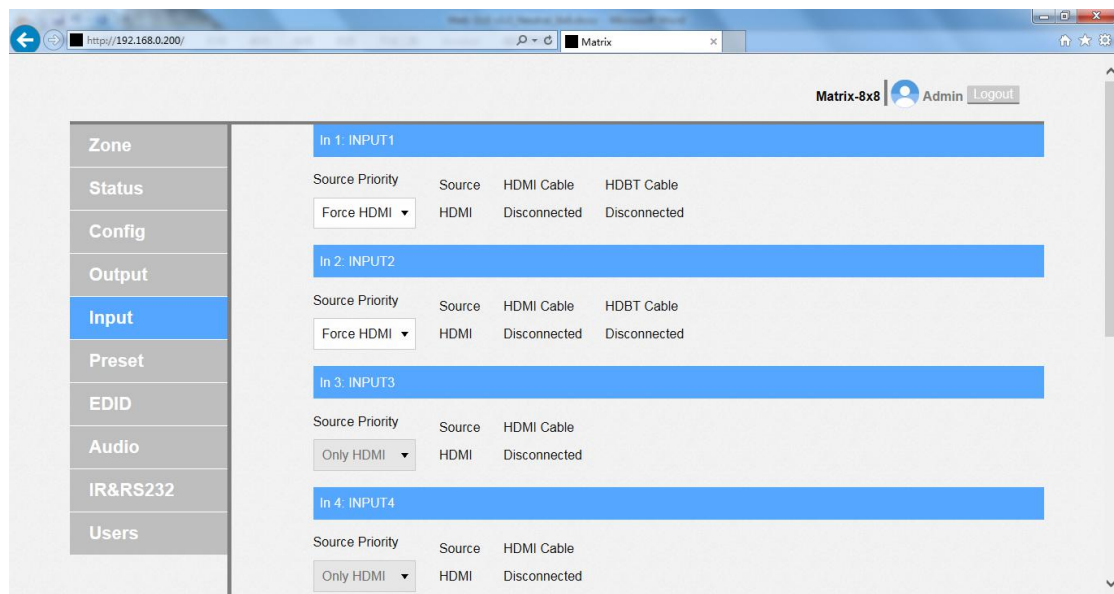 http://192.168.0.200/
Matrix
Matrix-8x8 Admin Logout
Zone
Status
Config
Output
Input
Preset
EDID
Audio
IR&RS232
Users
In 1: INPUT1
Source Priority Source HDMI Cable HDBT Cable
Force HDMI HDMI Disconnected Disconnected
In 2: INPUT2
Source Priority Source HDMI Cable HDBT Cable
Force HDMI HDMI Disconnected Disconnected
In 3: INPUT3
Source Priority Source HDMI Cable
Only HDMI HDMI Disconnected
In 4: INPUT4
Source Priority Source HDMI Cable
Only HDMI HDMI Disconnected